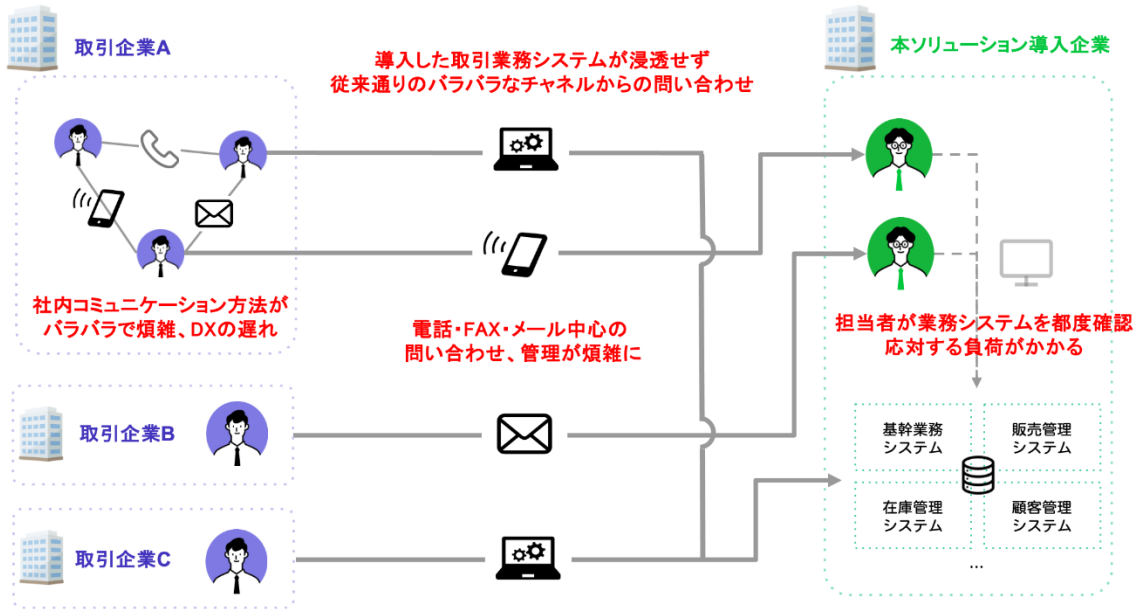 取引企業A
導入した取引業務システムが浸透せず
従来通りのバラバラなチャネルからの問い合わせ
本ソリューション導入企業
社内コミュニケーション方法が
バラバラで煩雑、DXの遅れ
電話・FAX・メール中心の
問い合わせ、管理が煩雑に
担当者が業務システムを都度確認
応対する負荷がかかる
取引企業B
基幹業務
システム
販売管理
システム
在庫管理
システム
顧客管理
システム
…
取引企業C